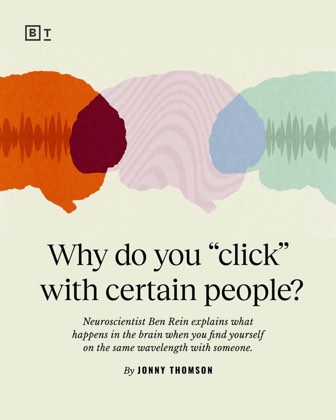 B T
Why do you “click”
with certain people?
Neuroscientist Ben Rein explains what
happens in the brain when you find yourself
on the same wavelength with someone.
By JONNY THOMSON